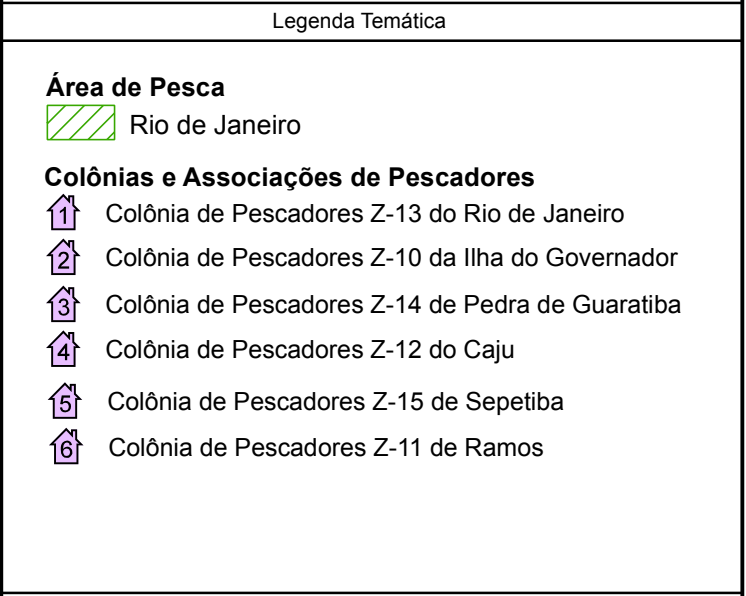 Legenda Temática
Área de Pesca
Rio de Janeiro
Colônias e Associações de Pescadores
1 Colônia de Pescadores Z-13 do Rio de Janeiro
2 Colônia de Pescadores Z-10 da Ilha do Governador
3 Colônia de Pescadores Z-14 de Pedra de Guaratiba
4 Colônia de Pescadores Z-12 do Caju
5 Colônia de Pescadores Z-15 de Sepetiba
6 Colônia de Pescadores Z-11 de Ramos